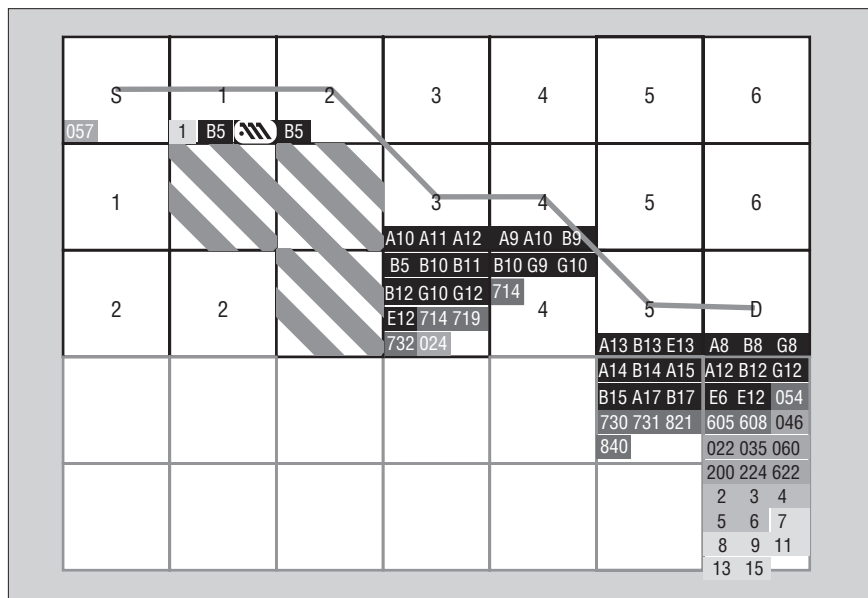 S 1 2 3 4 5 6
057 1 B5 B5
1 3 4 5 6
A10 A11 A12 A9 A10 B9
B5 B10 B11 B10 G9 G10
B12 G10 G12 714
2 2 4 5 D
E12 714 719
732 024 A13 B13 E13 A8 B8 G8
A14 B14 A15 A12 B12 G12
B15 A17 B17 E6 E12 054
730 731 821 605 608 046
840 022 035 060
200 224 622
2 3 4
5 6 7
8 9 11
13 15